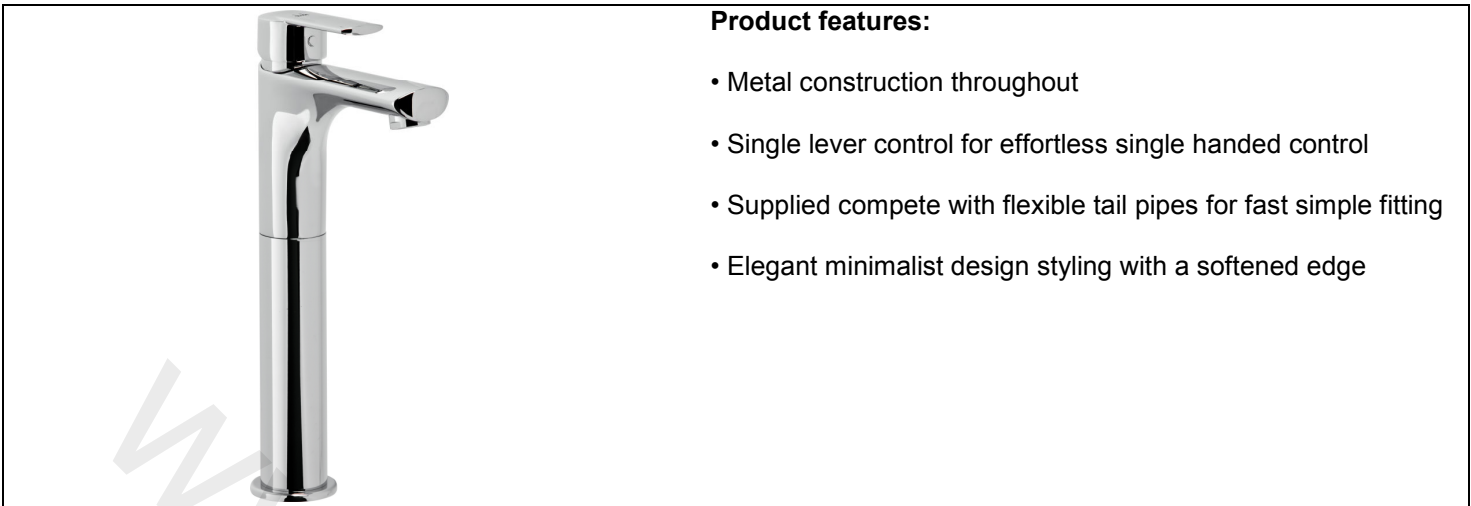 Product features:
• Metal construction throughout
• Single lever control for effortless single handed control
• Supplied compete with flexible tail pipes for fast simple fitting
• Elegant minimalist design styling with a softened edge
W